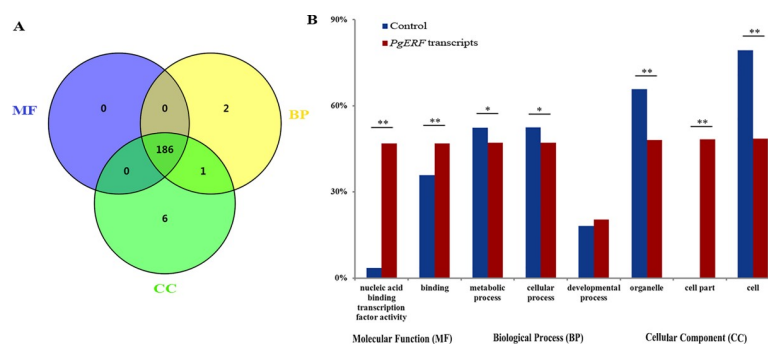 A
MF
BP
CC
0
0
2
186
0
1
6
B
Control
PgERF transcripts
90%
60%
30%
0%
**
**
*
*
**
**
**
nucleic acid binding transcription factor activity
binding
metabolic process
cellular process
developmental process
organelle
cell part
cell
Molecular Function (MF)
Biological Process (BP)
Cellular Component (CC)